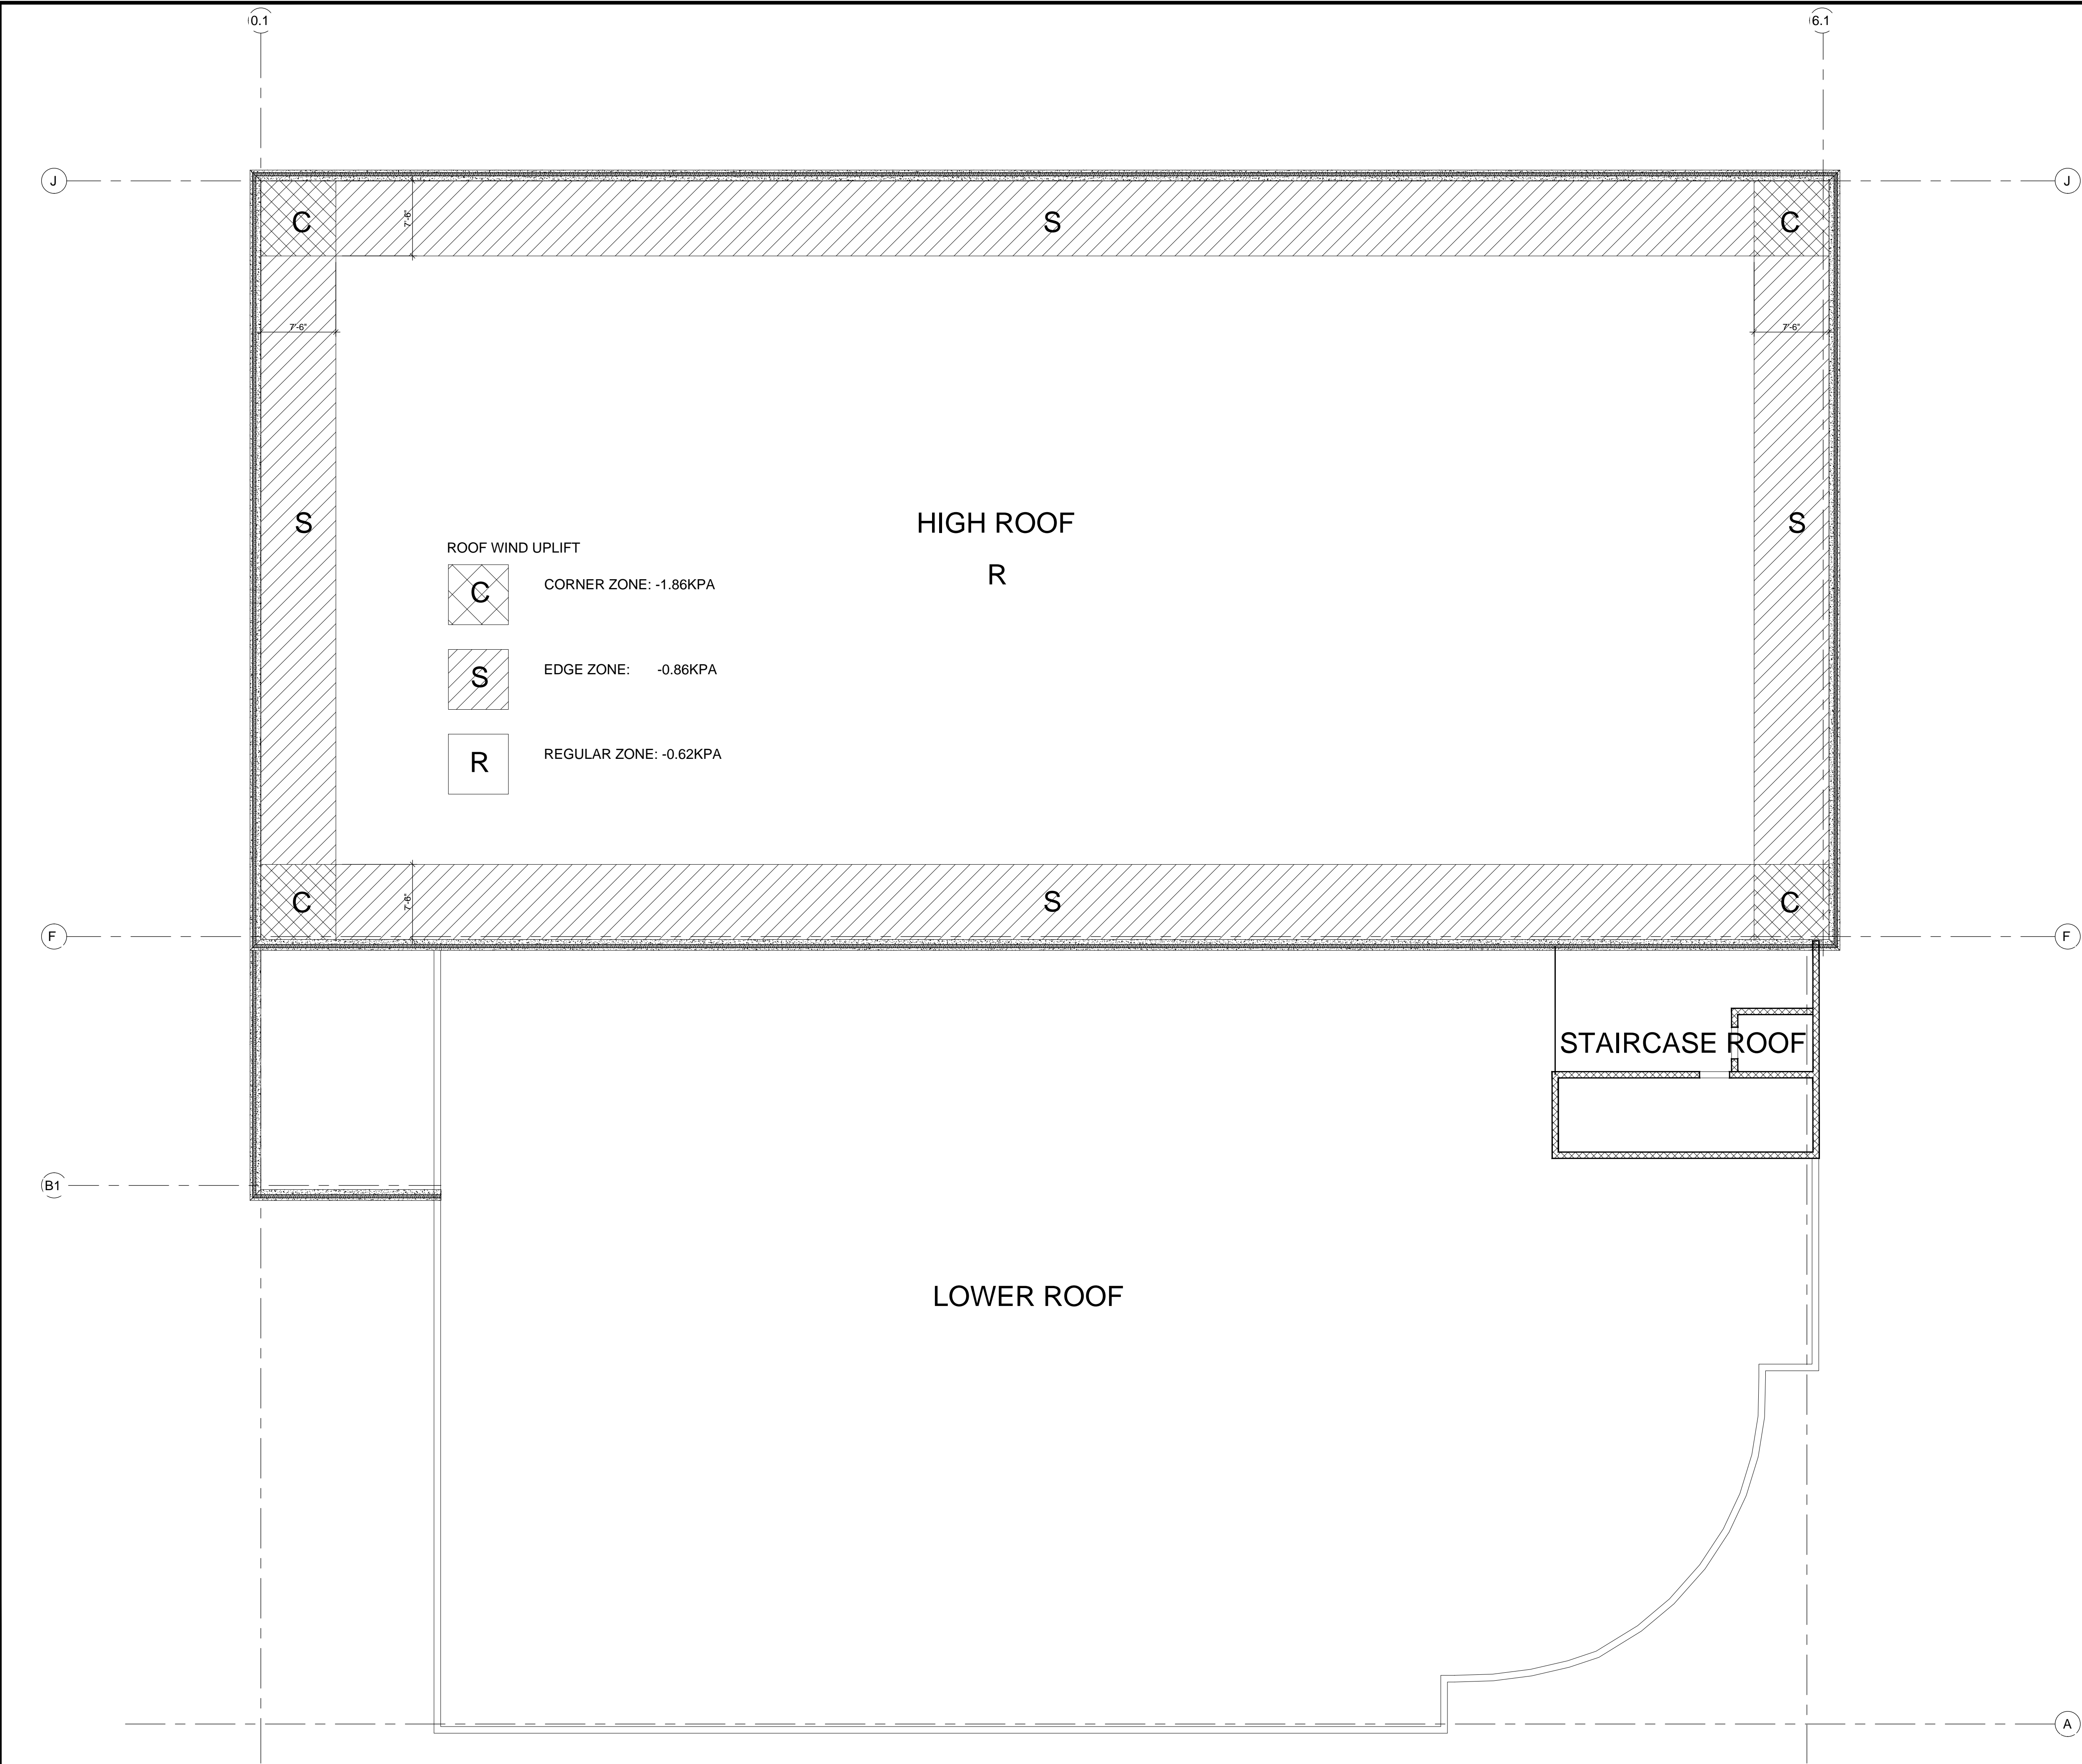 0.1
6.1
J
J
C
7'-6"
S
C
7'-6"
7'-6"
S
HIGH ROOF
S
ROOF WIND UPLIFT
R
C
CORNER ZONE: -1.86KPA
S
EDGE ZONE: -0.86KPA
R
REGULAR ZONE: -0.62KPA
C
7'-6"
S
C
F
F
STAIRCASE ROOF
B1
LOWER ROOF
A